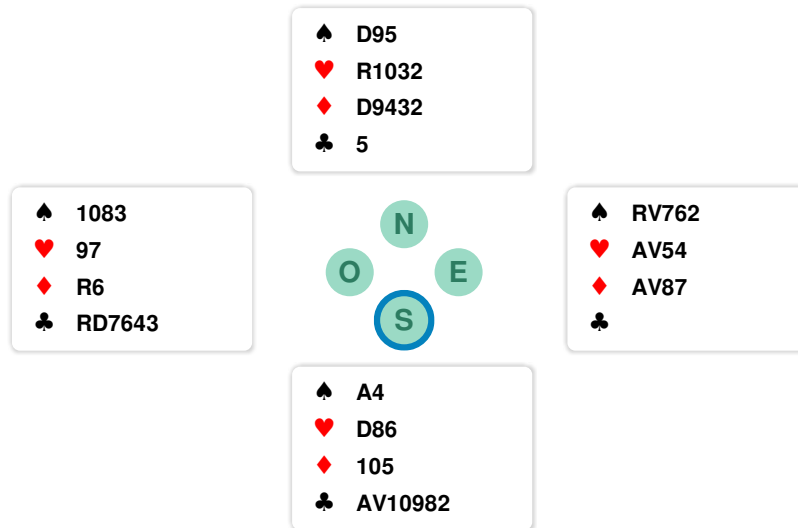 ♠ D95
♥ R1032
♦ D9432
♣ 5
♠ 1083
♥ 97
♦ R6
♣ RD7643
N
O E
S
♠ RV762
♥ AV54
♦ AV87
♣
♠ A4
♥ D86
♦ 105
♣ AV10982